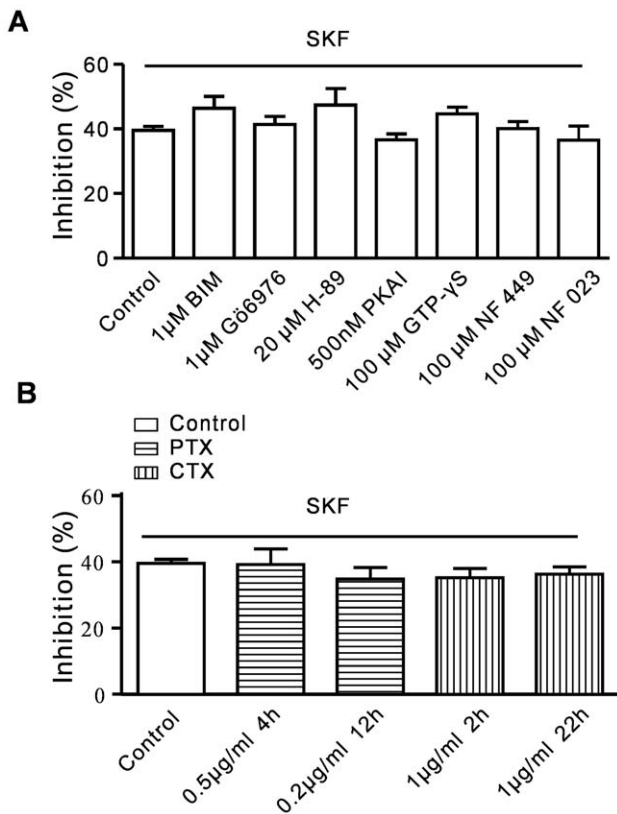 A
SKF
Inhibition (%)
60
40
20
0
Control
1μM BIM
1μM Gö6976
20 μM H-89
500nM PKAI
100 μM GTP-γS
100 μM NF 449
100 μM NF 023
B
Control
PTX
CTX
SKF
Inhibition (%)
60
40
20
0
Control
0.5μg/ml 4h
0.2μg/ml 12h
1μg/ml 2h
1μg/ml 22h